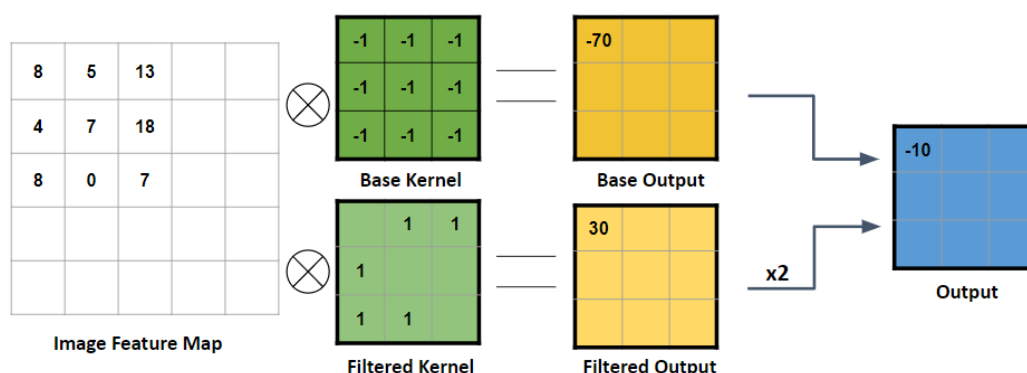 8 5 13
4 7 18
8 0 7
Image Feature Map
-1 -1 -1
-1 -1 -1
-1 -1 -1
Base Kernel
-70
Base Output
1 1
1
1 1
Filtered Kernel
30
Filtered Output
x2
-10
Output